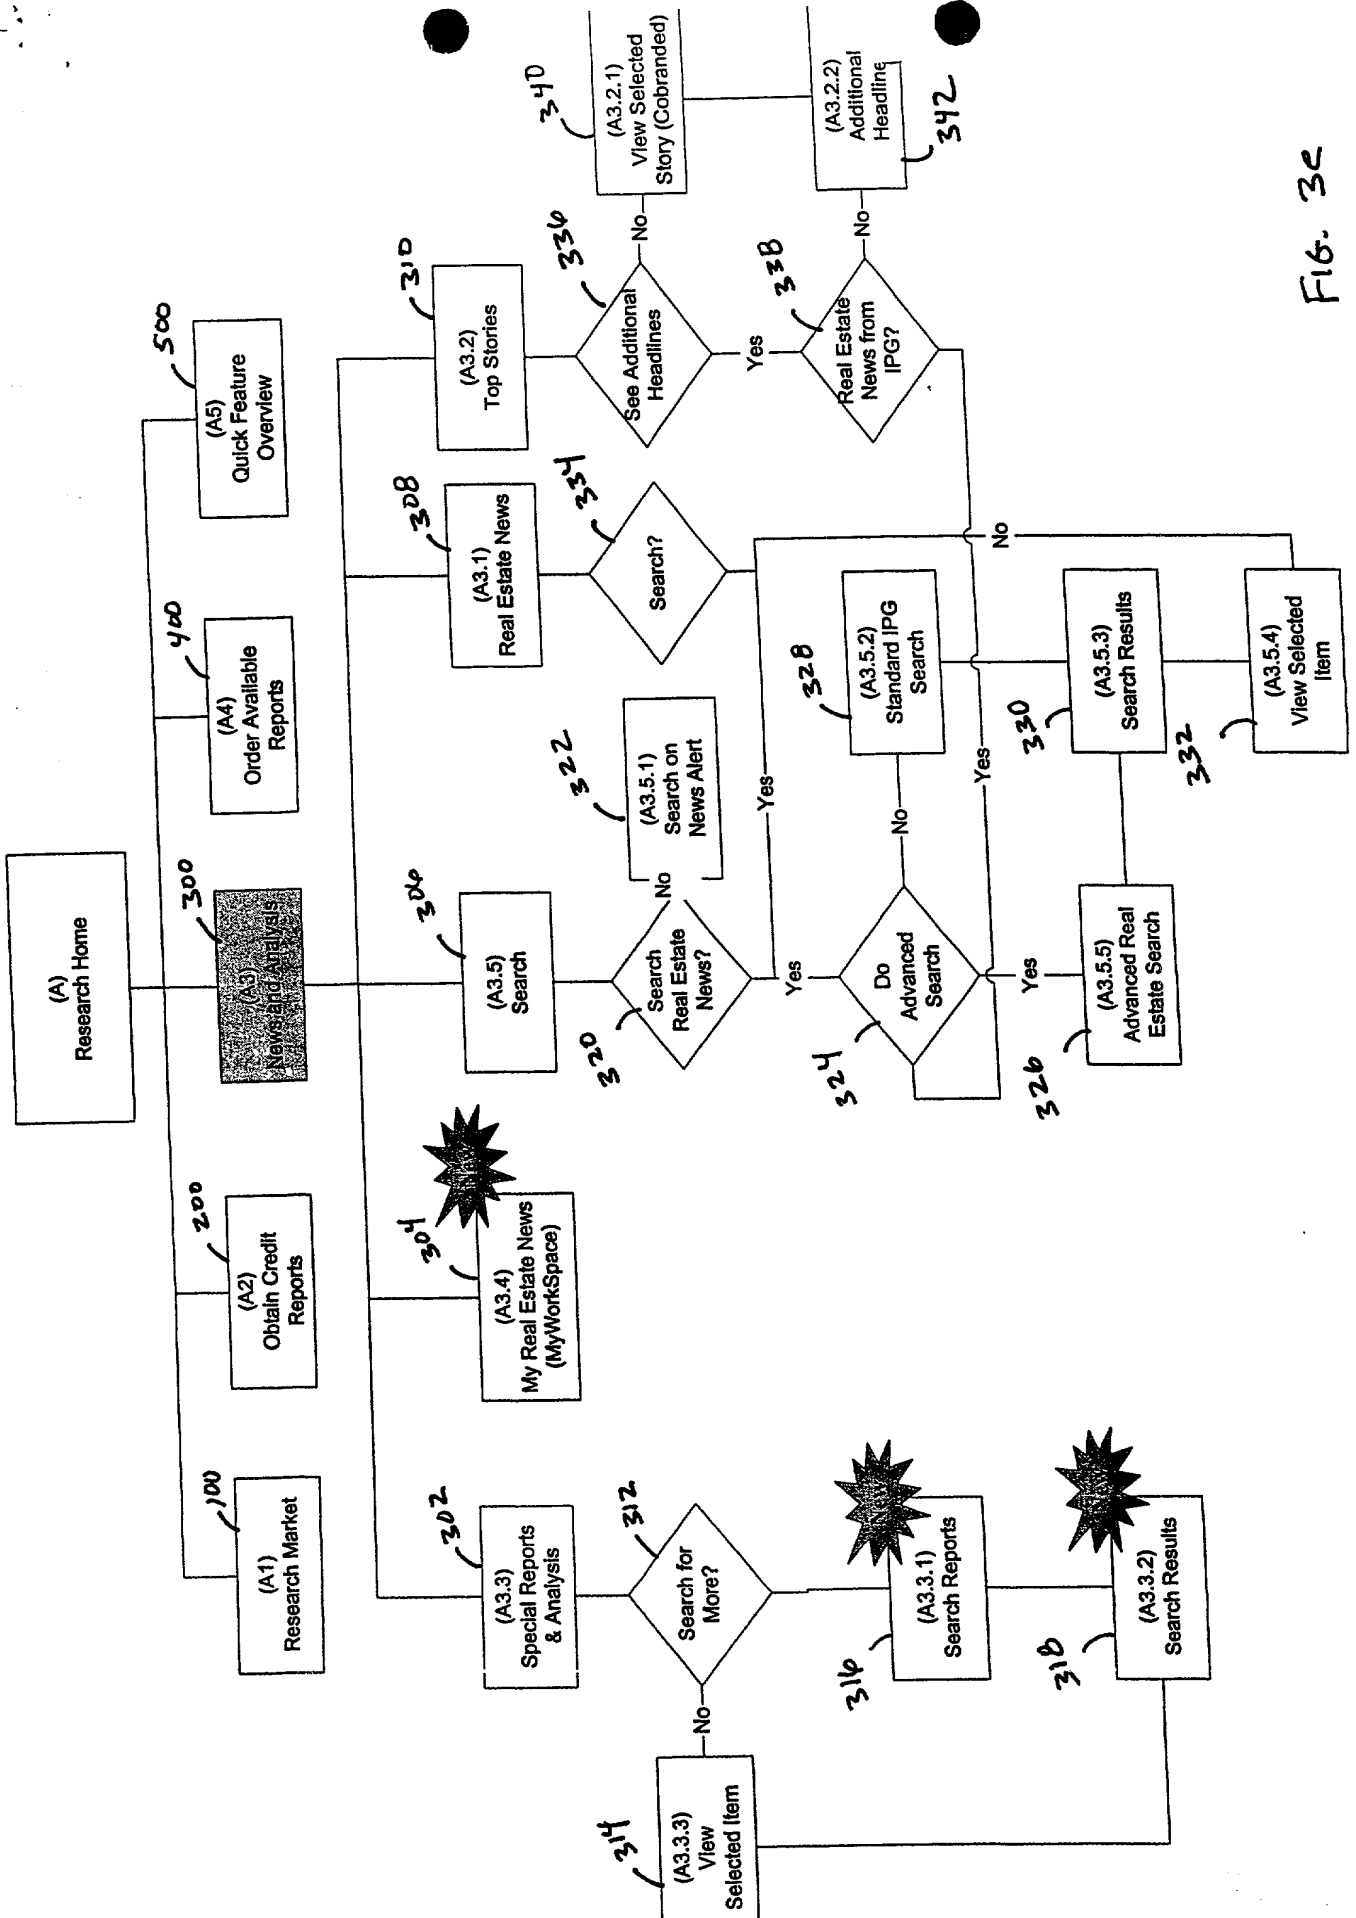 (A)
Research Home
100
(A1)
Research Market
200
(A2)
Obtain Credit
Reports
300
(A3)
News and Analysis
400
(A4)
Order Available
Reports
500
(A5)
Quick Feature
Overview
302
(A3.3)
Special Reports
& Analysis
304
(A3.4)
My Real Estate News
(MyWorkSpace)
NEW
306
(A3.5)
Search
308
(A3.1)
Real Estate News
310
(A3.2)
Top Stories
312
Search for
More?
No
314
(A3.3.3)
View
Selected Item
316
(A3.3.1)
Search Reports
NEW
318
(A3.3.2)
Search Results
NEW
320
Search
Real Estate
News?
No
322
(A3.5.1)
Search on
News Alert
Yes
Yes
324
Do
Advanced
Search
No
Yes
Yes
326
(A3.5.5)
Advanced Real
Estate Search
328
(A3.5.2)
Standard IPG
Search
330
(A3.5.3)
Search Results
332
(A3.5.4)
View Selected
Item
334
Search?
No
336
See Additional
Headlines
No
Yes
338
Real Estate
News from
IPG?
No
340
(A3.2.1)
View Selected
Story (Cobranded)
342
(A3.2.2)
Additional
Headline
FIG. 3e